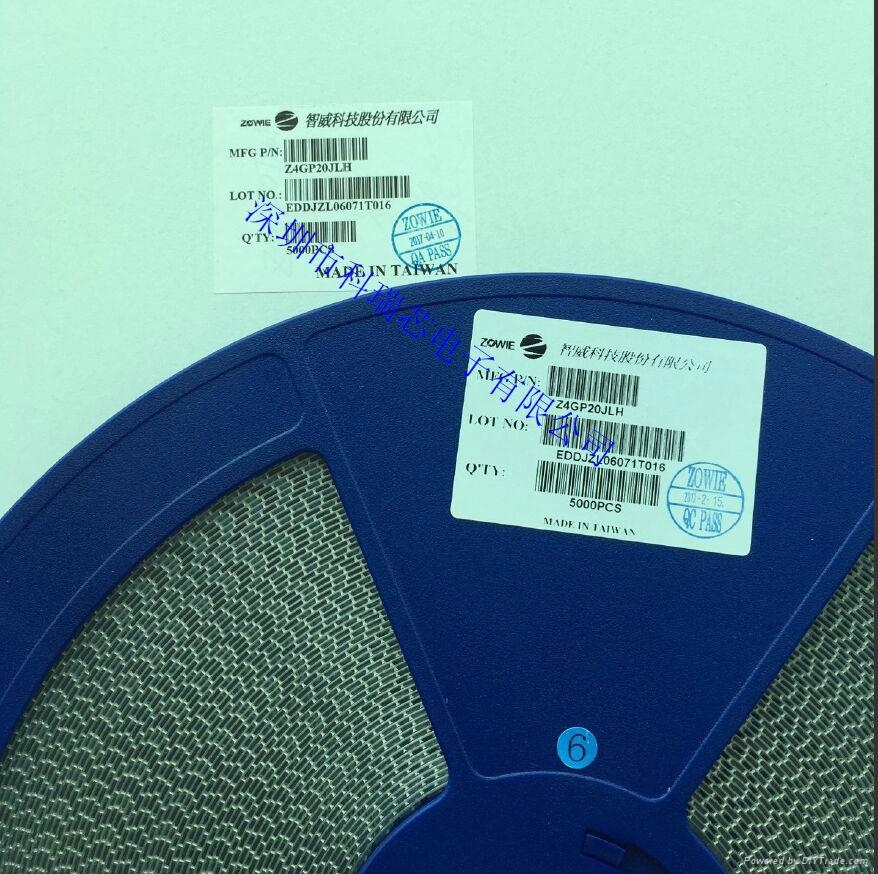 ZOWIE 智威科技股份有限公司
MFG P/N:
Z4GP20JLH
LOT NO.:
EDDJZL06071T016
Q'TY:
5000PCS
ZOWIE
2017-04-10
QA PASS
MADE IN TAIWAN
深圳市科瑞芯电子有限公司
ZOWIE 智威科技股份有限公司
MFG P/N:
Z4GP20JLH
LOT NO:
EDDJZL06071T016
Q'TY:
5000PCS
ZOWIE
QC PASS
MADE IN TAIWAN
6
Powered by DIYTrade.com